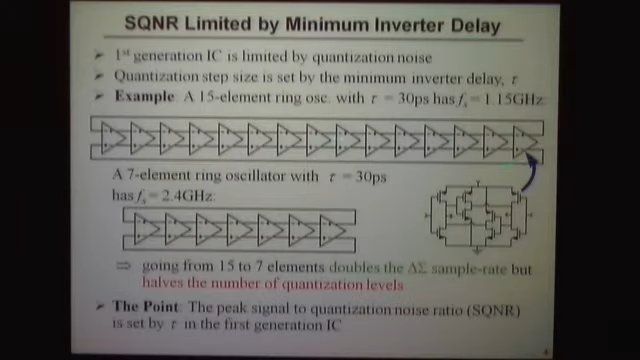 SQNR Limited by Minimum Inverter Delay
➢ 1st generation IC is limited by quantization noise
➢ Quantization step size is set by the minimum inverter delay, τ
➢ Example: A 15-element ring osc. with τ = 30ps has fs = 1.15GHz:
A 7-element ring oscillator with τ = 30ps
has fs = 2.4GHz:
⇒ going from 15 to 7 elements doubles the ΔΣ sample-rate but
halves the number of quantization levels
➢ The Point: The peak signal to quantization noise ratio (SQNR)
is set by τ in the first generation IC